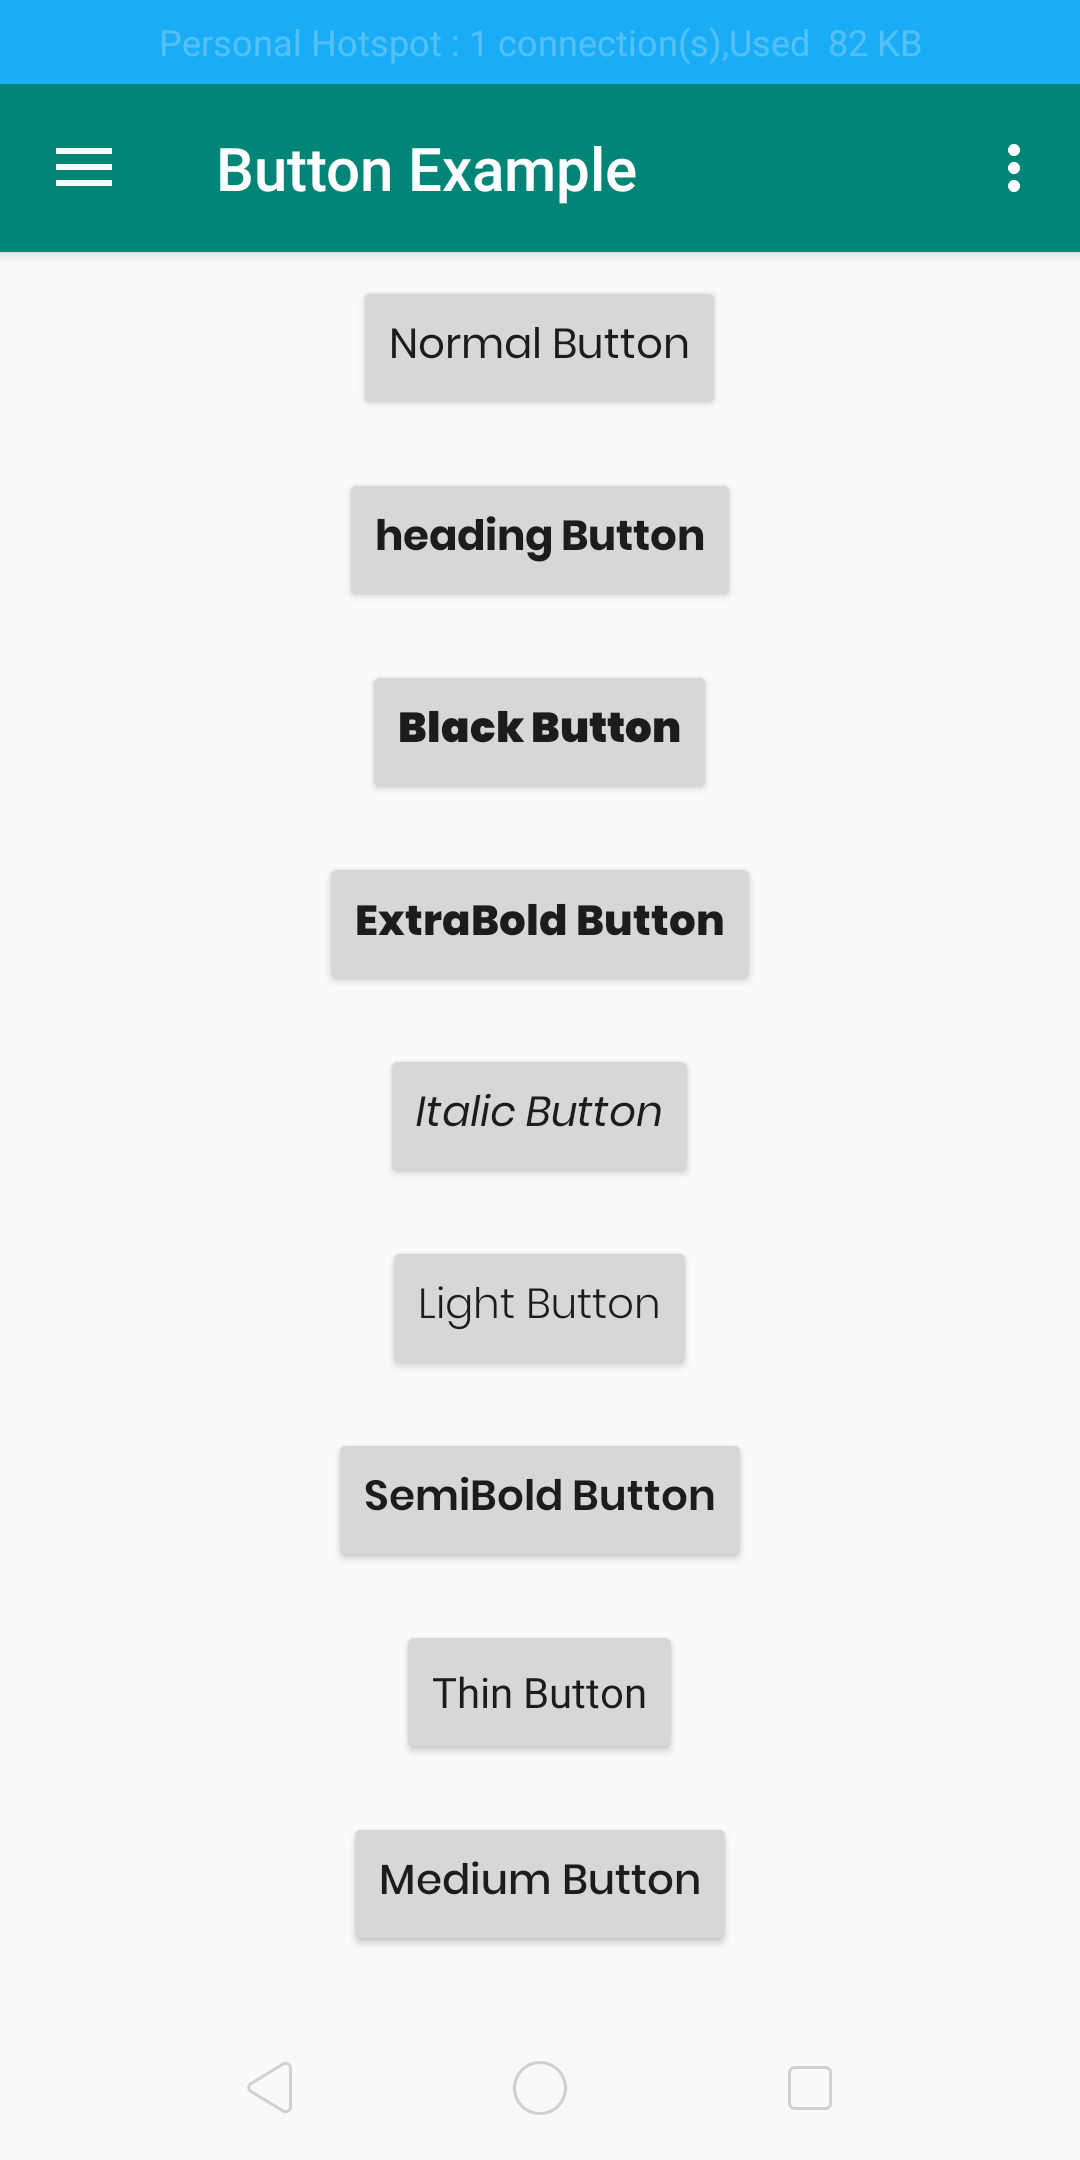 Personal Hotspot : 1 connection(s),Used  82 KB
Button Example
Normal Button
heading Button
Black Button
ExtraBold Button
Italic Button
Light Button
SemiBold Button
Thin Button
Medium Button